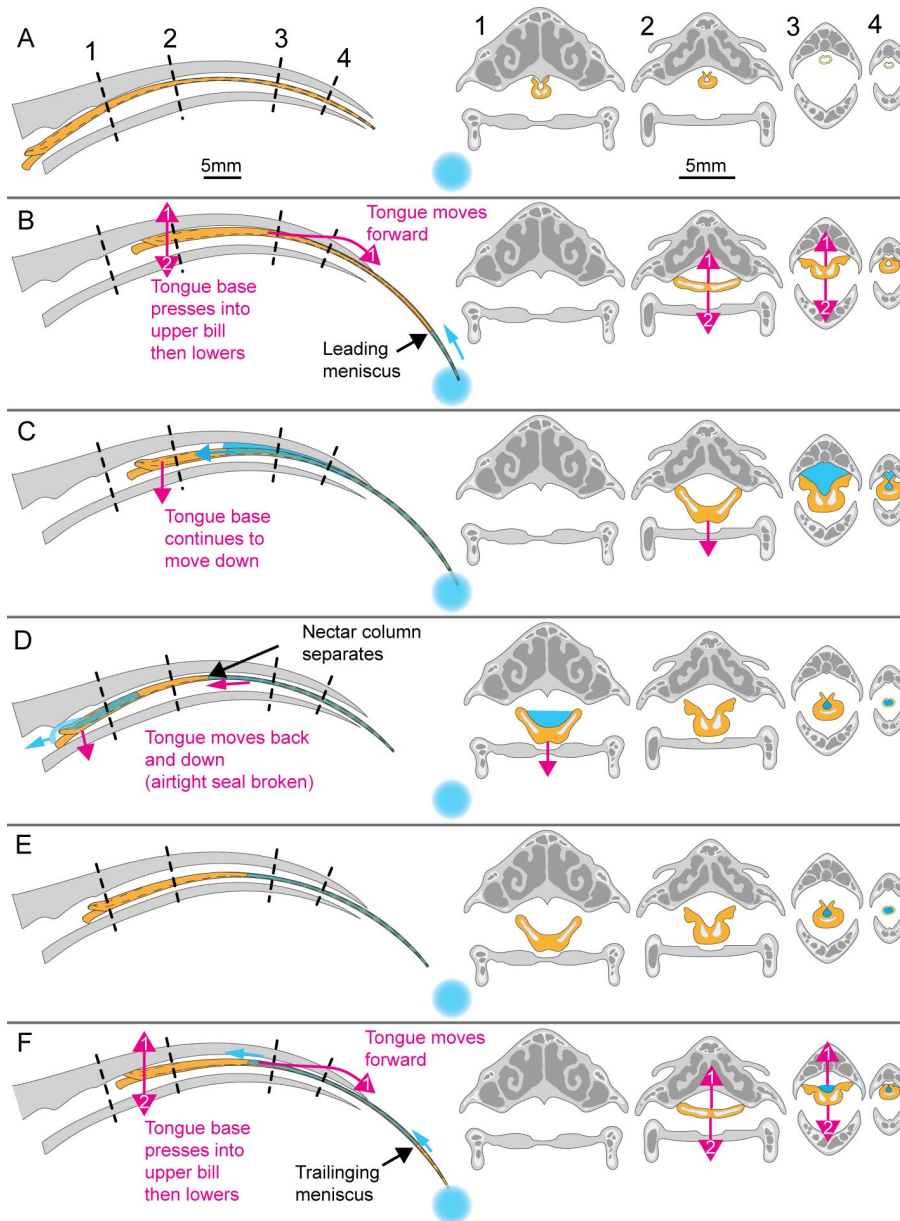 A
1
2
3
4
1
2
3
4
5mm
5mm
B
1
2
Tongue moves
forward
1
Tongue base
presses into
upper bill
then lowers
Leading
meniscus
1
2
1
2
C
Tongue base
continues to
move down
D
Nectar column
separates
Tongue moves back
and down
(airtight seal broken)
E
F
1
2
Tongue moves
forward
1
Tongue base
presses into
upper bill
then lowers
Trailinging
meniscus
1
2
1
2